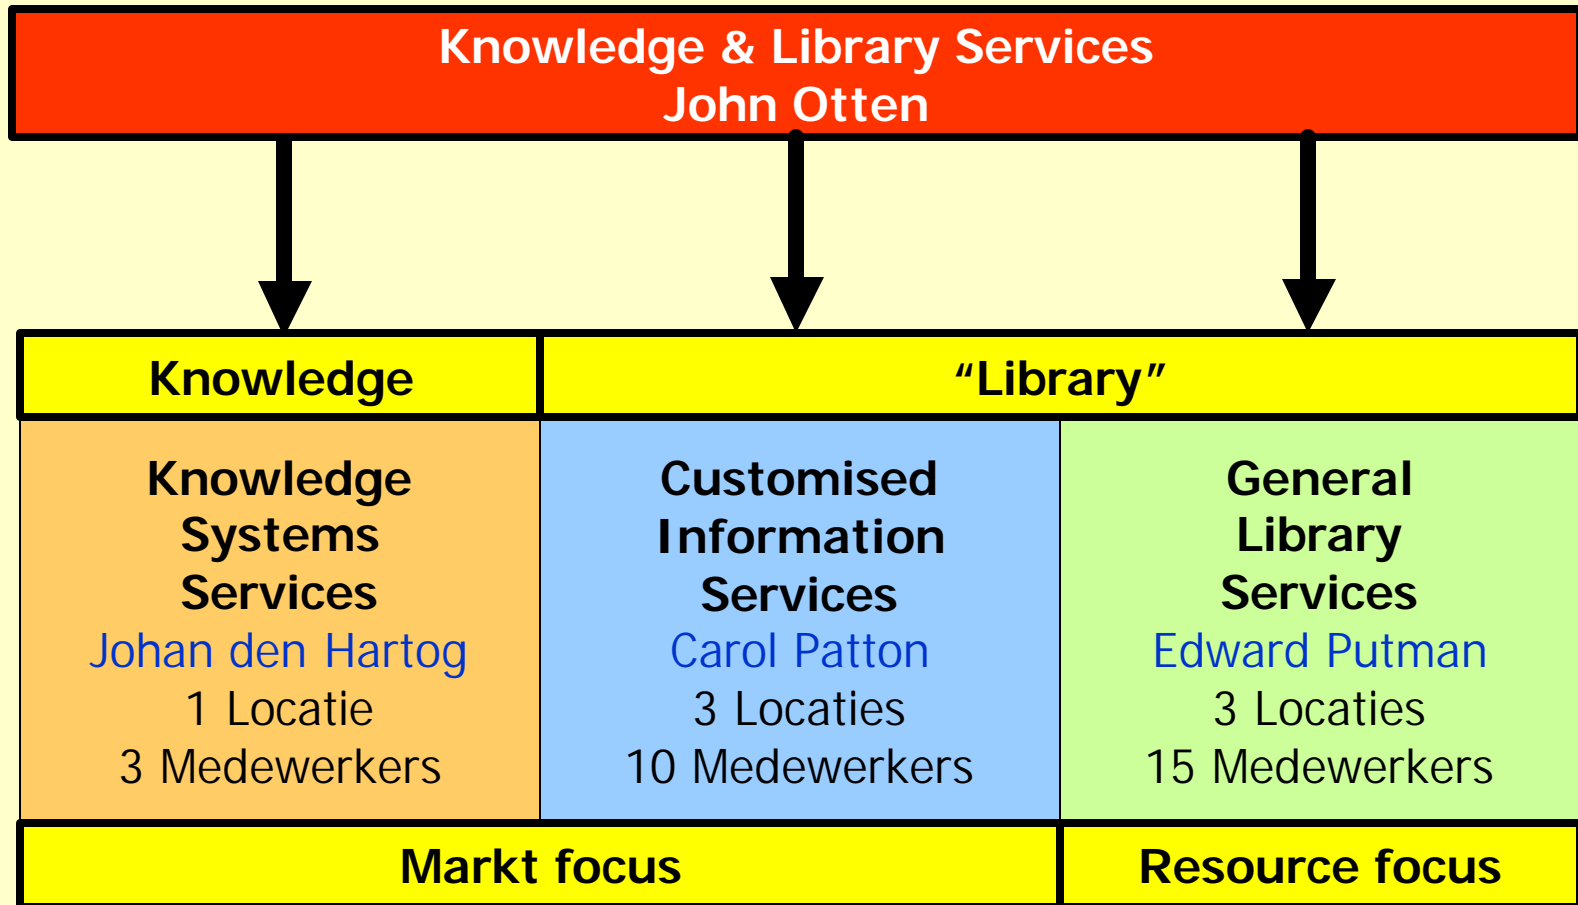 Knowledge & Library Services
John Otten
Knowledge
“Library”
Knowledge
Systems
Services
Johan den Hartog
1 Locatie
3 Medewerkers
Customised
Information
Services
Carol Patton
3 Locaties
10 Medewerkers
General
Library
Services
Edward Putman
3 Locaties
15 Medewerkers
Markt focus
Resource focus